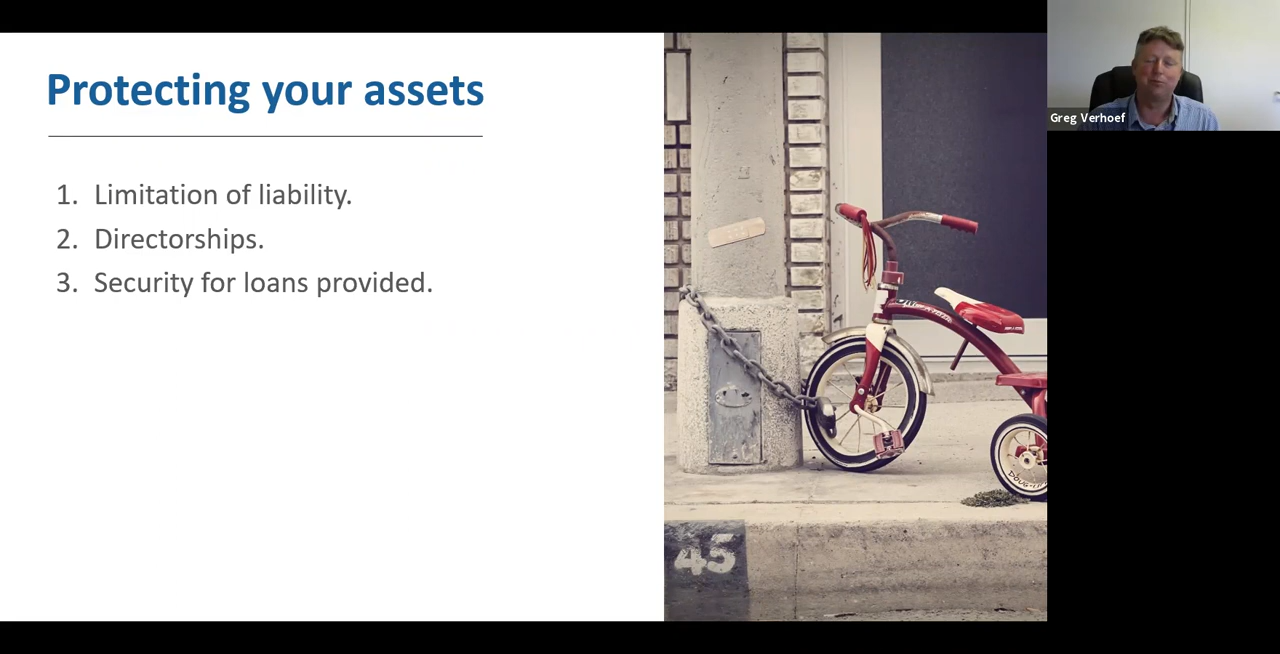 Protecting your assets
1. Limitation of liability.
2. Directorships.
3. Security for loans provided.
45
Greg Verhoef